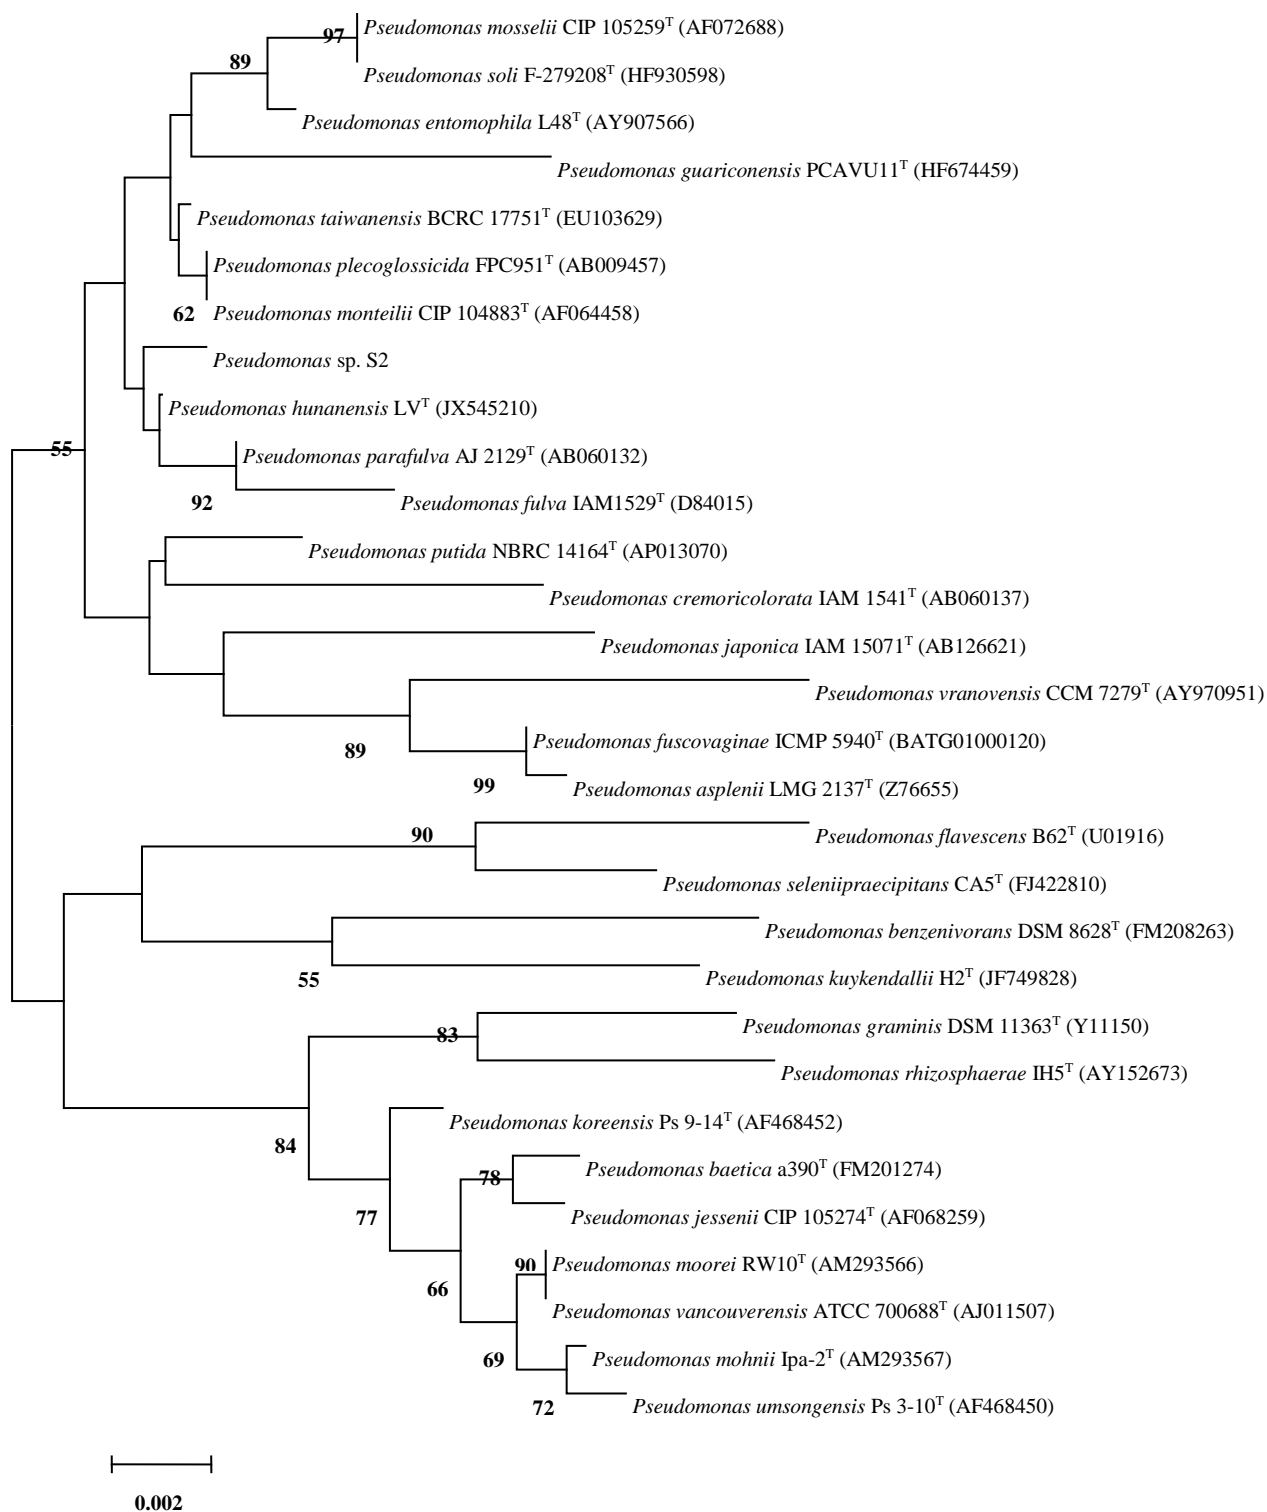 97 Pseudomonas mosselii CIP 105259ᵀ (AF072688)
89
Pseudomonas soli F-279208ᵀ (HF930598)
Pseudomonas entomophila L48ᵀ (AY907566)
Pseudomonas guariconensis PCAVU11ᵀ (HF674459)
Pseudomonas taiwanensis BCRC 17751ᵀ (EU103629)
Pseudomonas plecoglossicida FPC951ᵀ (AB009457)
62 Pseudomonas monteilii CIP 104883ᵀ (AF064458)
Pseudomonas sp. S2
Pseudomonas hunanensis LVᵀ (JX545210)
55
Pseudomonas parafulva AJ 2129ᵀ (AB060132)
92 Pseudomonas fulva IAM1529ᵀ (D84015)
Pseudomonas putida NBRC 14164ᵀ (AP013070)
Pseudomonas cremoricolorata IAM 1541ᵀ (AB060137)
Pseudomonas japonica IAM 15071ᵀ (AB126621)
Pseudomonas vranovensis CCM 7279ᵀ (AY970951)
89 Pseudomonas fuscovaginae ICMP 5940ᵀ (BATG01000120)
99 Pseudomonas asplenii LMG 2137ᵀ (Z76655)
90 Pseudomonas flavescens B62ᵀ (U01916)
Pseudomonas seleniipraecipitans CA5ᵀ (FJ422810)
Pseudomonas benzenivorans DSM 8628ᵀ (FM208263)
55 Pseudomonas kuykendallii H2ᵀ (JF749828)
83 Pseudomonas graminis DSM 11363ᵀ (Y11150)
Pseudomonas rhizosphaerae IH5ᵀ (AY152673)
Pseudomonas koreensis Ps 9-14ᵀ (AF468452)
84
78 Pseudomonas baetica a390ᵀ (FM201274)
77 Pseudomonas jessenii CIP 105274ᵀ (AF068259)
90 Pseudomonas moorei RW10ᵀ (AM293566)
66
Pseudomonas vancouverensis ATCC 700688ᵀ (AJ011507)
69 Pseudomonas mohnii Ipa-2ᵀ (AM293567)
72 Pseudomonas umsongensis Ps 3-10ᵀ (AF468450)
0.002